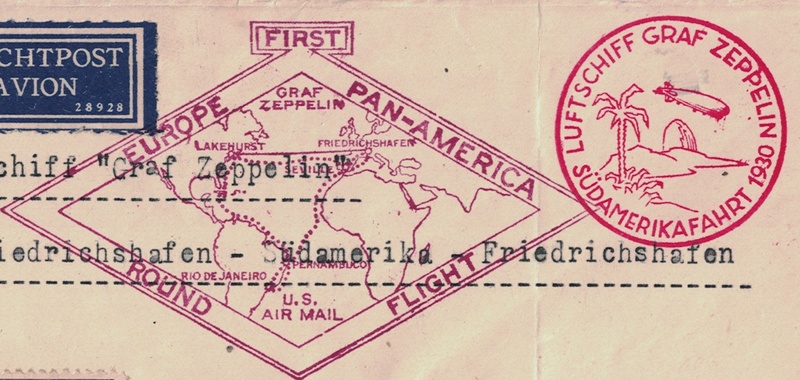 CHTPOST
AVION
28928
FIRST
EUROPE
PAN-AMERICA
ROUND
FLIGHT
GRAF
ZEPPELIN
LAKEHURST
FRIEDRICHSHAFEN
RIO DE JANEIRO
PERNAMBUCO
U.S.
AIR MAIL
LUFTSCHIFF GRAF ZEPPELIN
SÜDAMERIKAFAHRT 1930
chiff "Graf Zeppelin"
iedrichshafen - Südamerika - Friedrichshafen